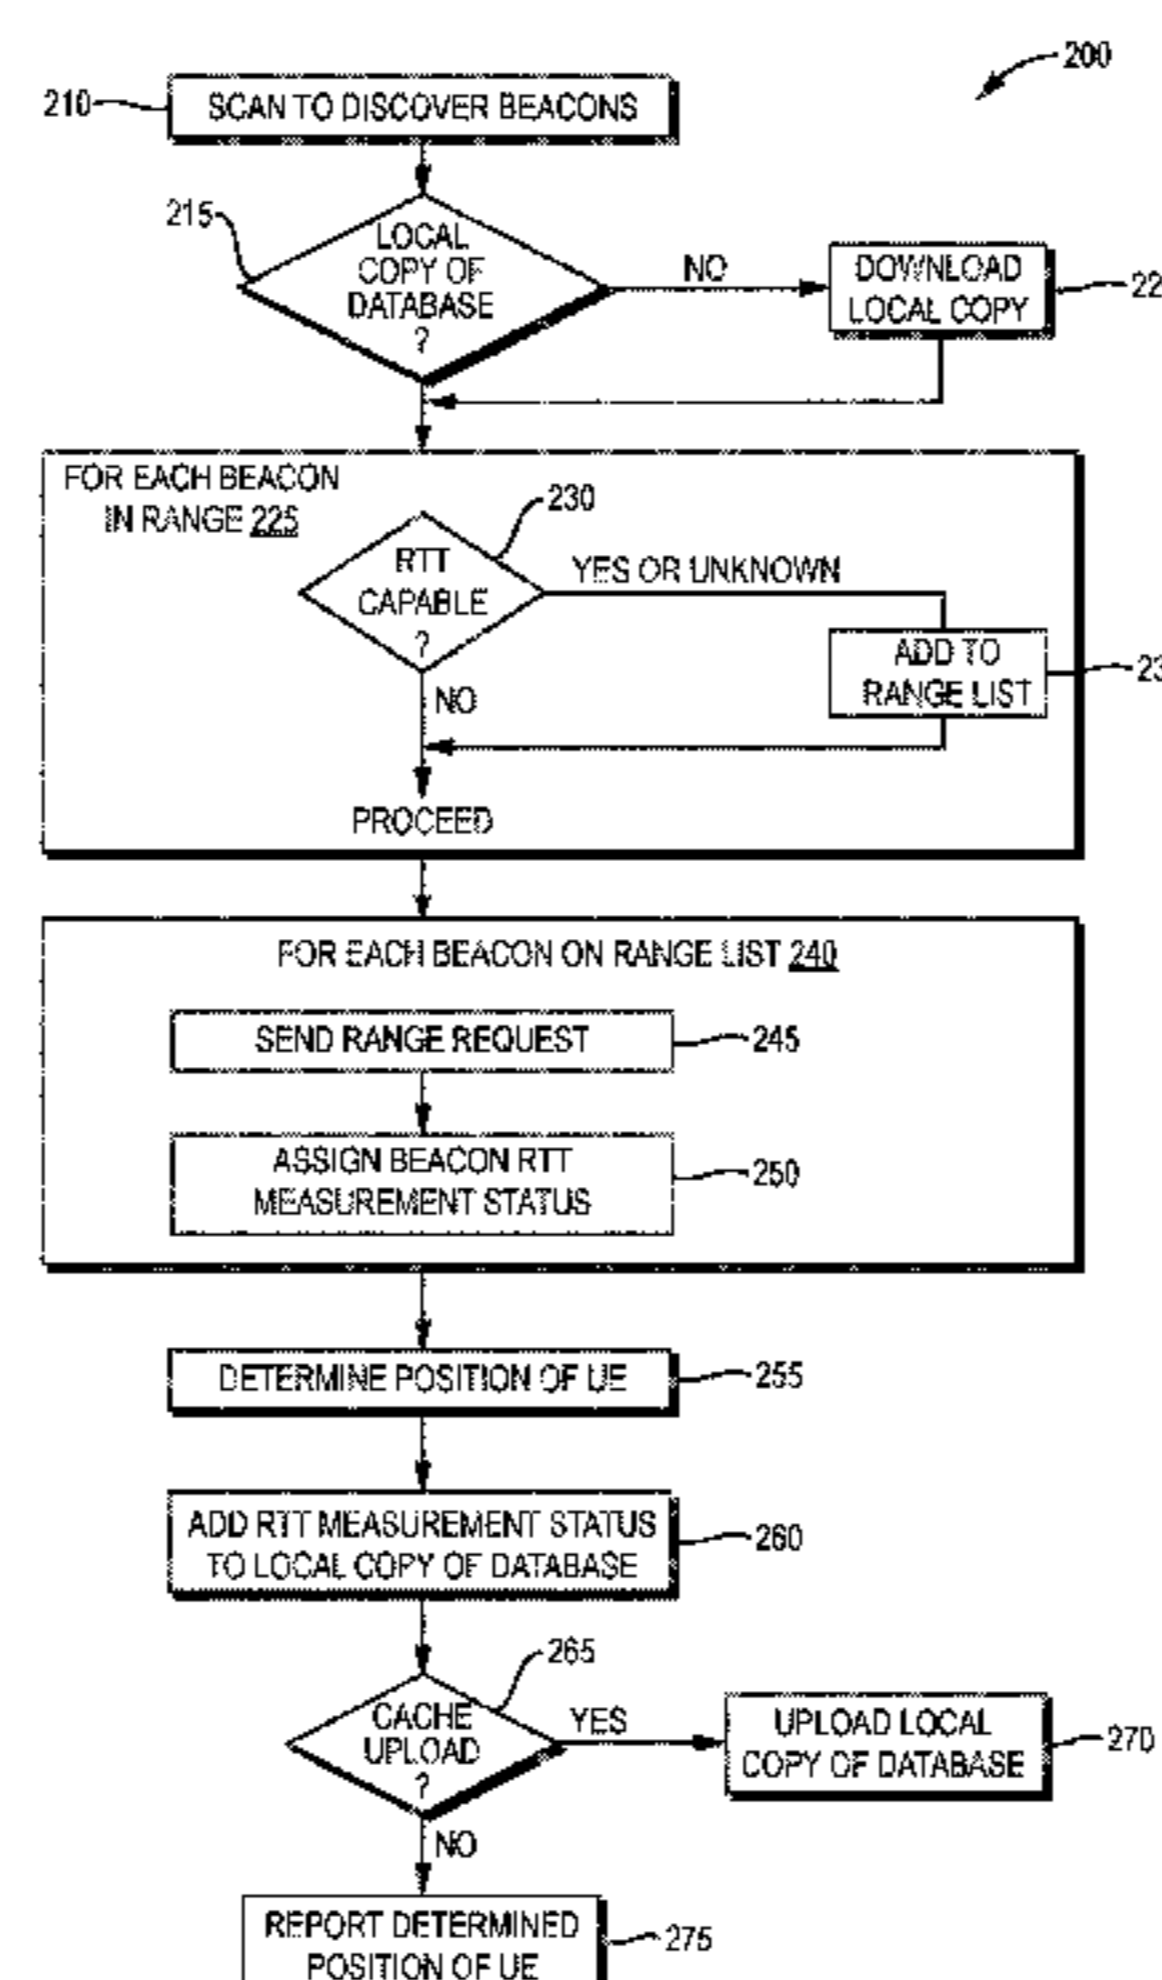 200
210
SCAN TO DISCOVER BEACONS
215
LOCAL
COPY OF
DATABASE
?
NO
DOWNLOAD
LOCAL COPY
22
FOR EACH BEACON
IN RANGE 225
230
RTT
CAPABLE
?
YES OR UNKNOWN
ADD TO
RANGE LIST
23
NO
PROCEED
FOR EACH BEACON ON RANGE LIST 240
SEND RANGE REQUEST
245
ASSIGN BEACON RTT
MEASUREMENT STATUS
250
DETERMINE POSITION OF UE
255
ADD RTT MEASUREMENT STATUS
TO LOCAL COPY OF DATABASE
260
265
CACHE
UPLOAD
?
YES
UPLOAD LOCAL
COPY OF DATABASE
270
NO
REPORT DETERMINED
POSITION OF UE
275